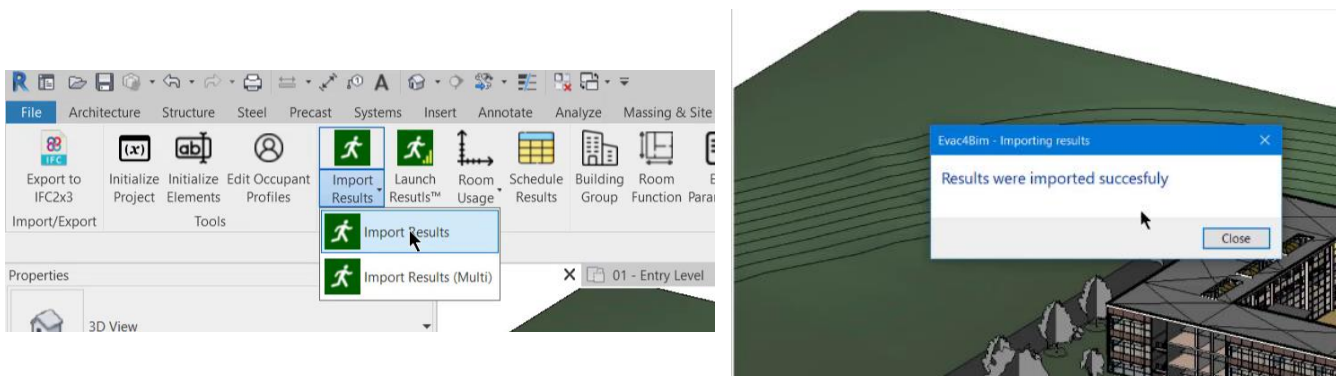 R
A
File Architecture Structure Steel Precast Systems Insert Annotate Analyze Massing & Site
IFC
(x)
ab
Export to IFC2x3
Initialize Project
Initialize Elements
Edit Occupant Profiles
Import Results
Launch Resutls™
Room Usage
Schedule Results
Building Group
Room Function
Import/Export
Tools
Import Results
Import Results (Multi)
Properties
01 - Entry Level
3D View
Evac4Bim - Importing results
Results were imported succesfuly
Close